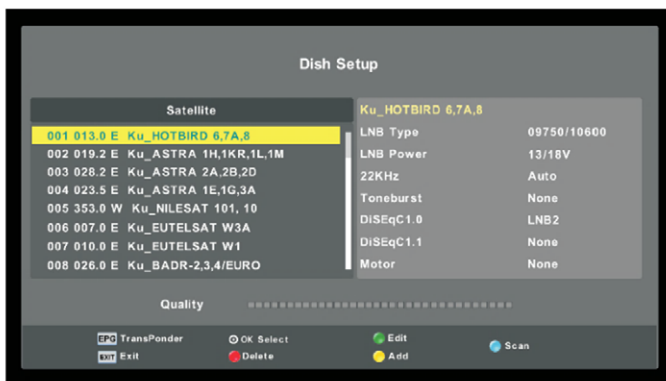 Dish Setup
Satellite
001 013.0 E Ku_HOTBIRD 6,7A,8
002 019.2 E Ku_ASTRA 1H,1KR,1L,1M
003 028.2 E Ku_ASTRA 2A,2B,2D
004 023.5 E Ku_ASTRA 1E,1G,3A
005 353.0 W Ku_NILESAT 101, 10
006 007.0 E Ku_EUTELSAT W3A
007 010.0 E Ku_EUTELSAT W1
008 026.0 E Ku_BADR-2,3,4/EURO
Ku_HOTBIRD 6,7A,8
LNB Type 09750/10600
LNB Power 13/18V
22KHz Auto
Toneburst None
DiSEqC1.0 LNB2
DiSEqC1.1 None
Motor None
Quality
EPG TransPonder OK Select Edit Scan
EXIT Exit Delete Add